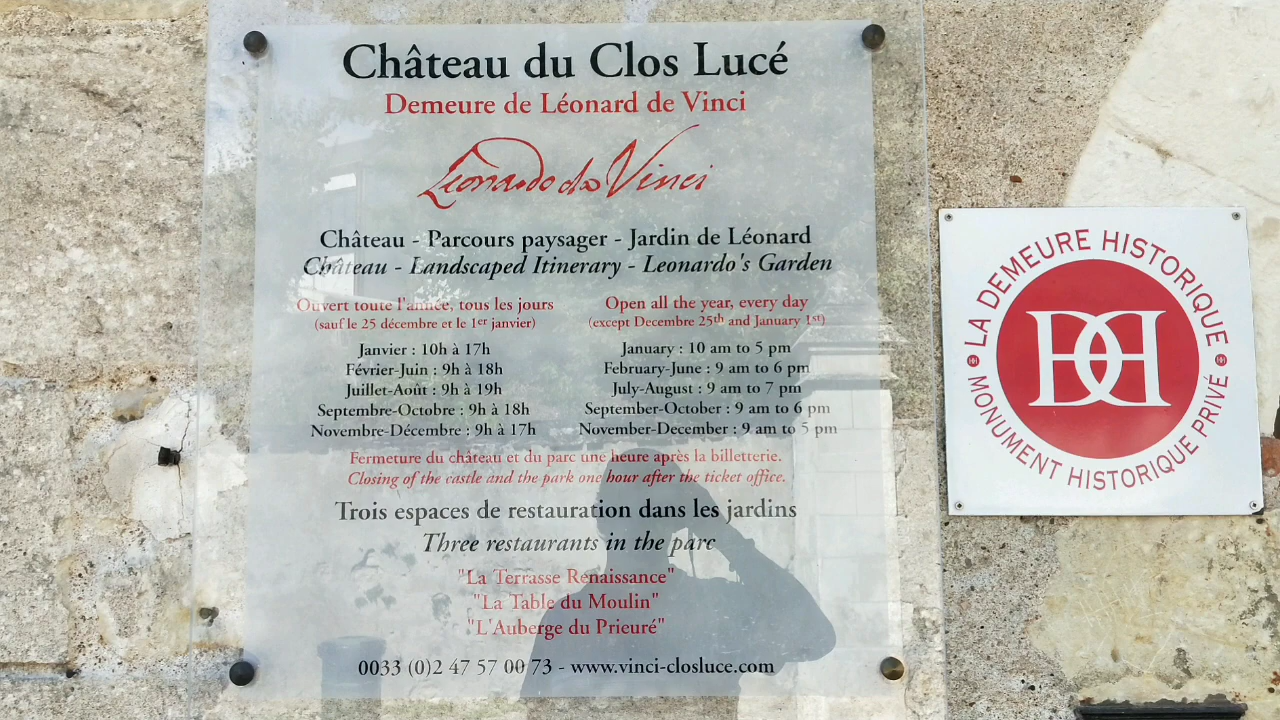 Château du Clos Lucé
Demeure de Léonard de Vinci
Leonardo da Vinci
Château - Parcours paysager - Jardin de Léonard
Château - Landscaped Itinerary - Leonardo's Garden
Ouvert toute l'année, tous les jours
(sauf le 25 décembre et le 1er janvier)
Janvier : 10h à 17h
Février-Juin : 9h à 18h
Juillet-Août : 9h à 19h
Septembre-Octobre : 9h à 18h
Novembre-Décembre : 9h à 17h
Open all the year, every day
(except Decembre 25th and January 1st)
January : 10 am to 5 pm
February-June : 9 am to 6 pm
July-August : 9 am to 7 pm
September-October : 9 am to 6 pm
November-December : 9 am to 5 pm
Fermeture du château et du parc une heure après la billetterie.
Closing of the castle and the park one hour after the ticket office.
Trois espaces de restauration dans les jardins
Three restaurants in the parc
"La Terrasse Renaissance"
"La Table du Moulin"
"L'Auberge du Prieuré"
0033 (0)2 47 57 00 73 - www.vinci-closluce.com
LA DEMEURE HISTORIQUE
DH
MONUMENT HISTORIQUE PRIVÉ